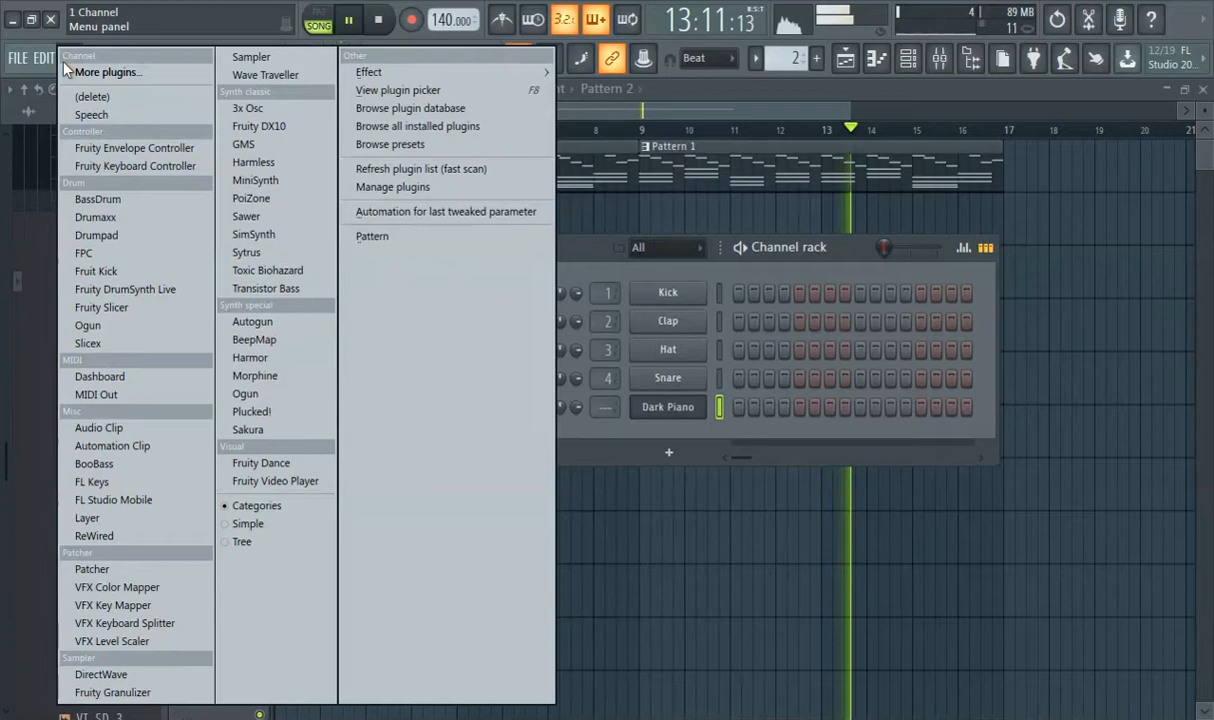 1 Channel
Menu panel
PAT
SONG
140.000
3.2.
13:11:13
4
89 MB
11
FILE EDIT
Beat
2
12/19 FL
Studio 20...
Pattern 2
Channel
More plugins...
(delete)
Speech
Controller
Fruity Envelope Controller
Fruity Keyboard Controller
Drum
BassDrum
Drumaxx
Drumpad
FPC
Fruit Kick
Fruity DrumSynth Live
Fruity Slicer
Ogun
Slicex
MIDI
Dashboard
MIDI Out
Misc
Audio Clip
Automation Clip
BooBass
FL Keys
FL Studio Mobile
Layer
ReWired
Patcher
Patcher
VFX Color Mapper
VFX Key Mapper
VFX Keyboard Splitter
VFX Level Scaler
Sampler
DirectWave
Fruity Granulizer
Sampler
Wave Traveller
Synth classic
3x Osc
Fruity DX10
GMS
Harmless
MiniSynth
PoiZone
Sawer
SimSynth
Sytrus
Toxic Biohazard
Transistor Bass
Synth special
Autogun
BeepMap
Harmor
Morphine
Ogun
Plucked!
Sakura
Visual
Fruity Dance
Fruity Video Player
Categories
Simple
Tree
Other
Effect
View plugin picker F8
Browse plugin database
Browse all installed plugins
Browse presets
Refresh plugin list (fast scan)
Manage plugins
Automation for last tweaked parameter
Pattern
8 9 10 11 12 13 14 15 16 17 18 19 20 21
Pattern 1
All
Channel rack
1 Kick
2 Clap
3 Hat
4 Snare
--- Dark Piano
+